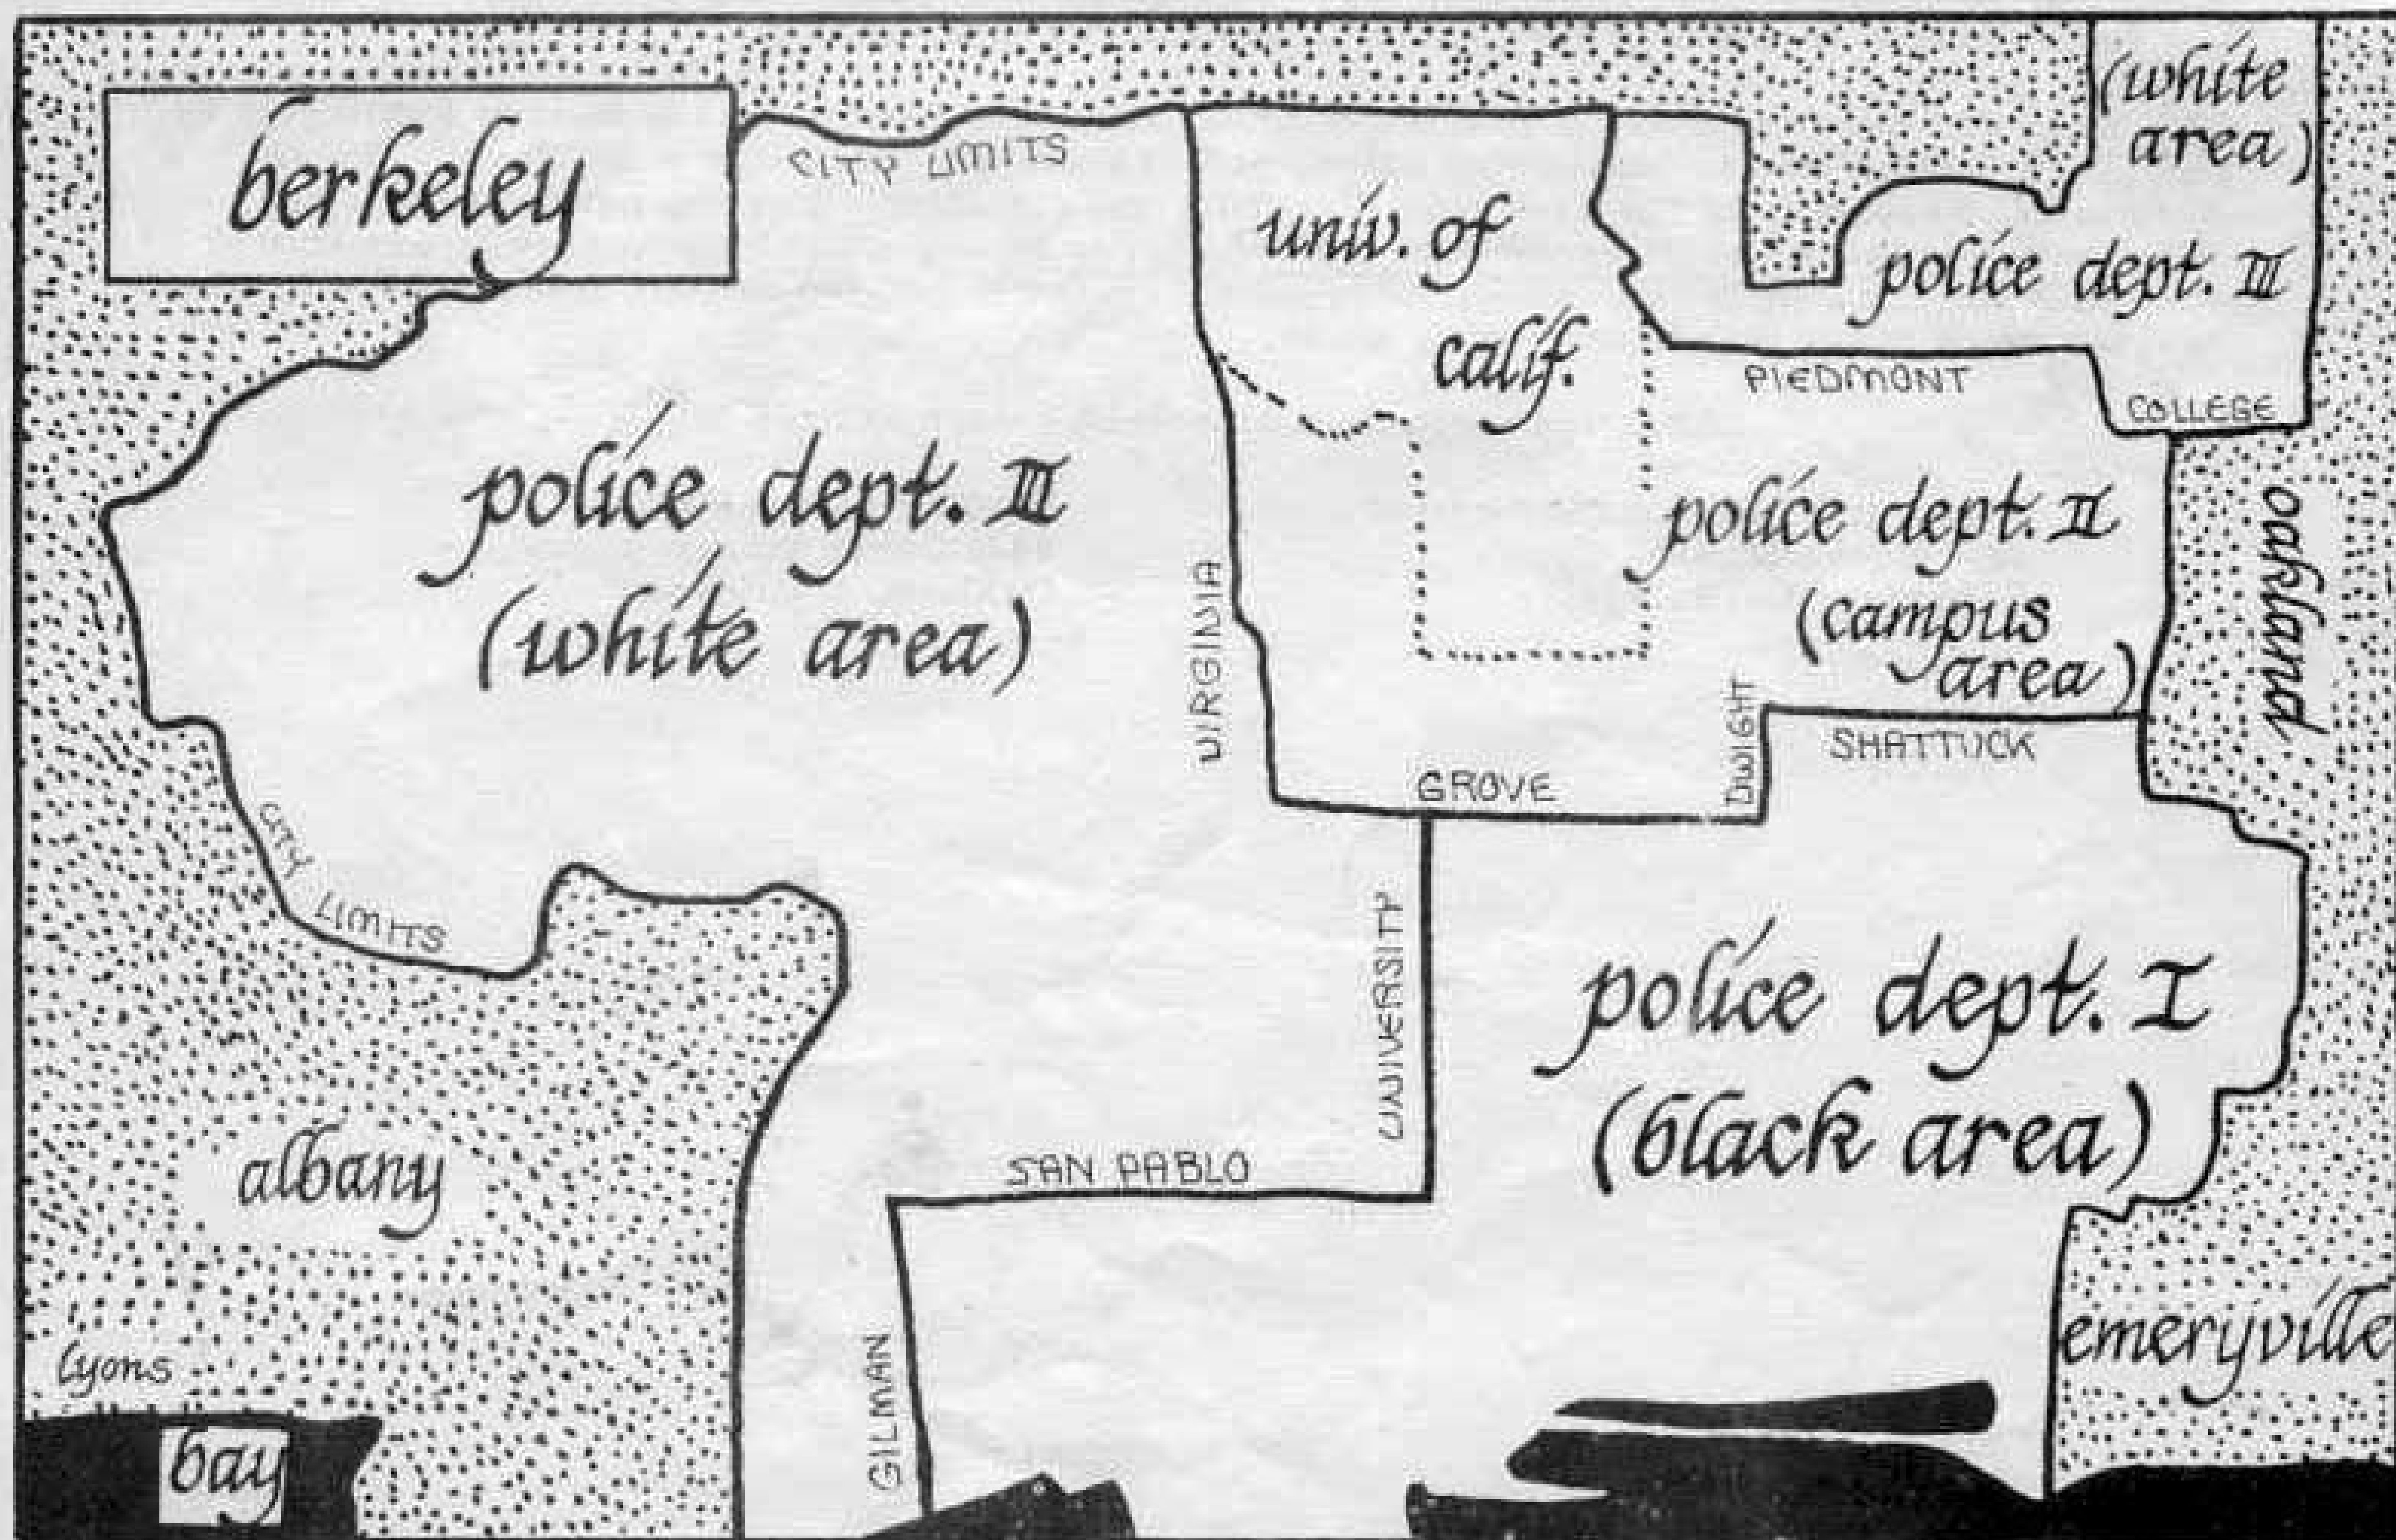 berkeley
CITY LIMITS
(white
area)
univ. of
calif.
police dept. III
PIEDMONT
COLLEGE
police dept. III
(white area)
police dept. II
(campus
area)
oakland
VIRGINIA
DWIGHT
SHATTUCK
GROVE
CITY LIMITS
UNIVERSITY
police dept. I
(black area)
SAN PABLO
albany
GILMAN
emeryville
lyons
bay